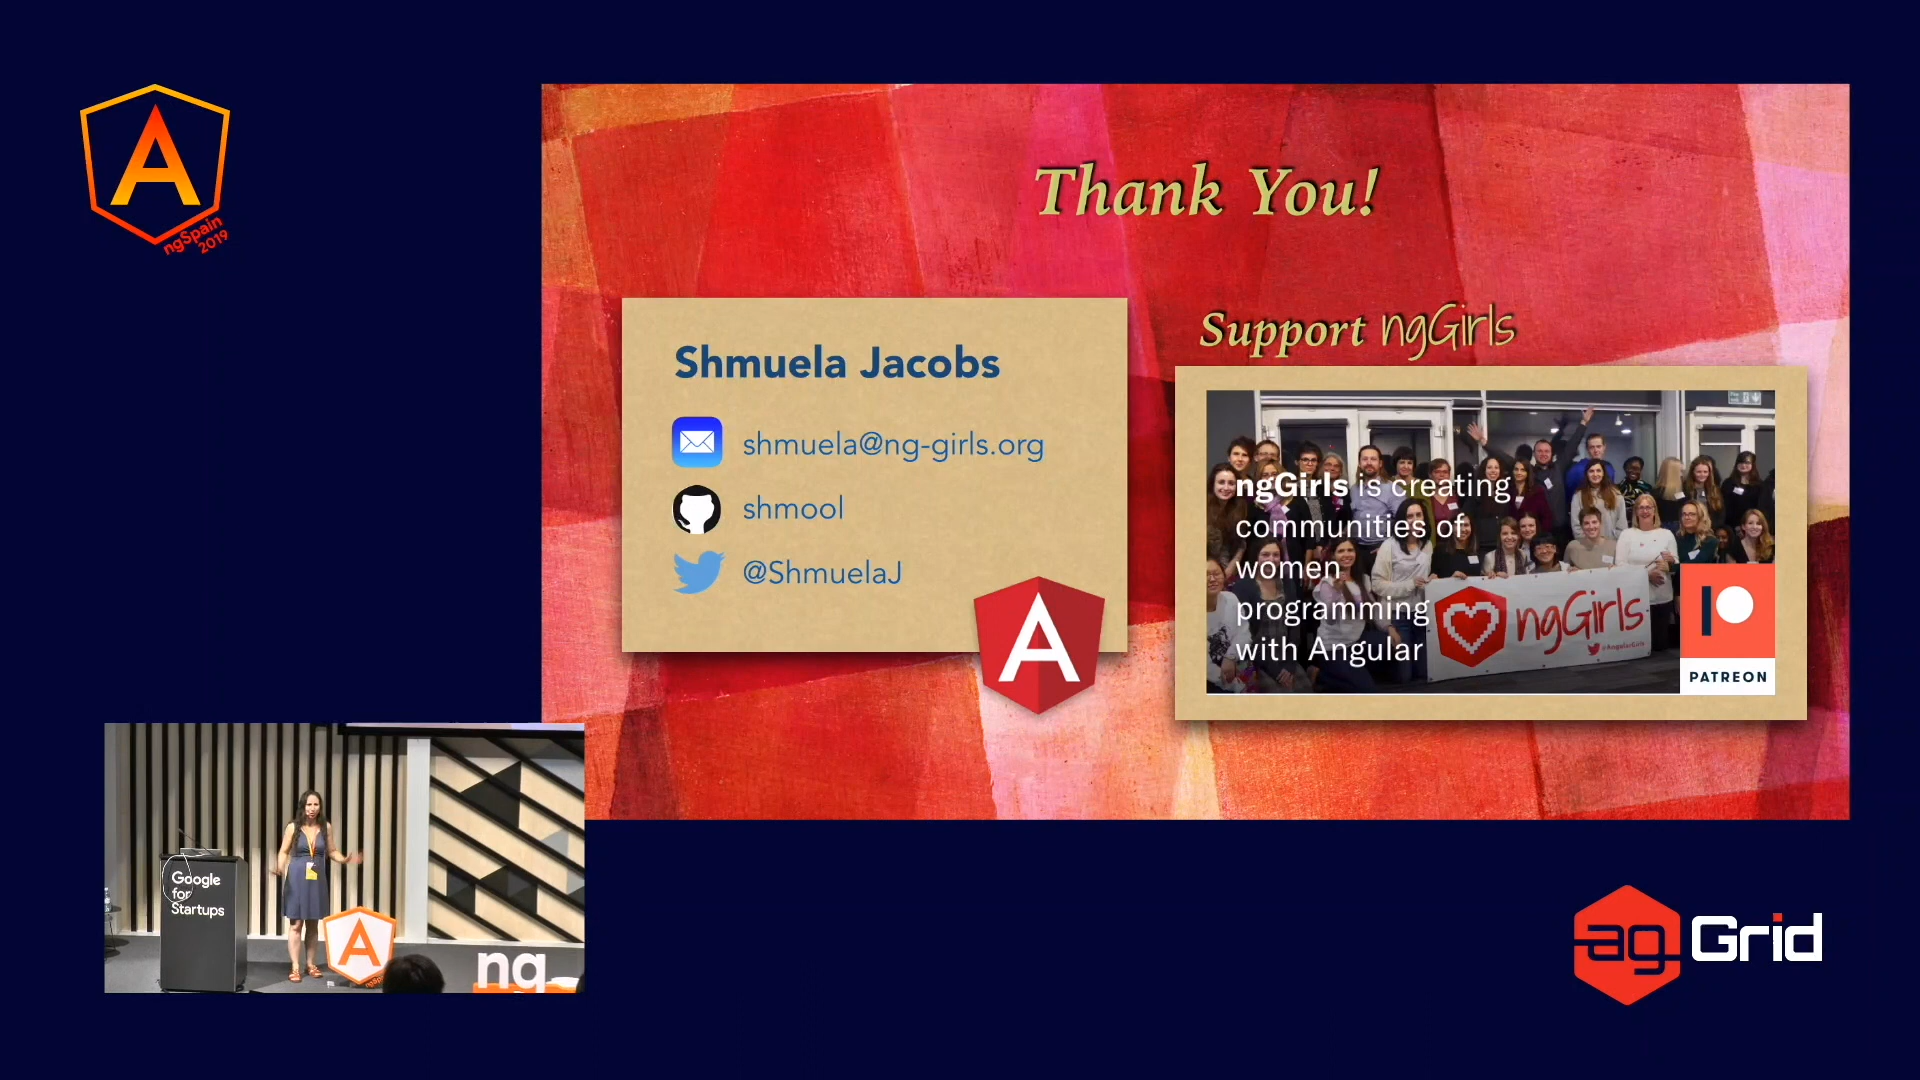 ngSpain
2019
Thank You!
Shmuela Jacobs
shmuela@ng-girls.org
shmool
@ShmuelaJ
Support ngGirls
ngGirls is creating
communities of
women
programming
with Angular
ngGirls
@AngularGirls
PATREON
Google
for
Startups
ng
ag Grid